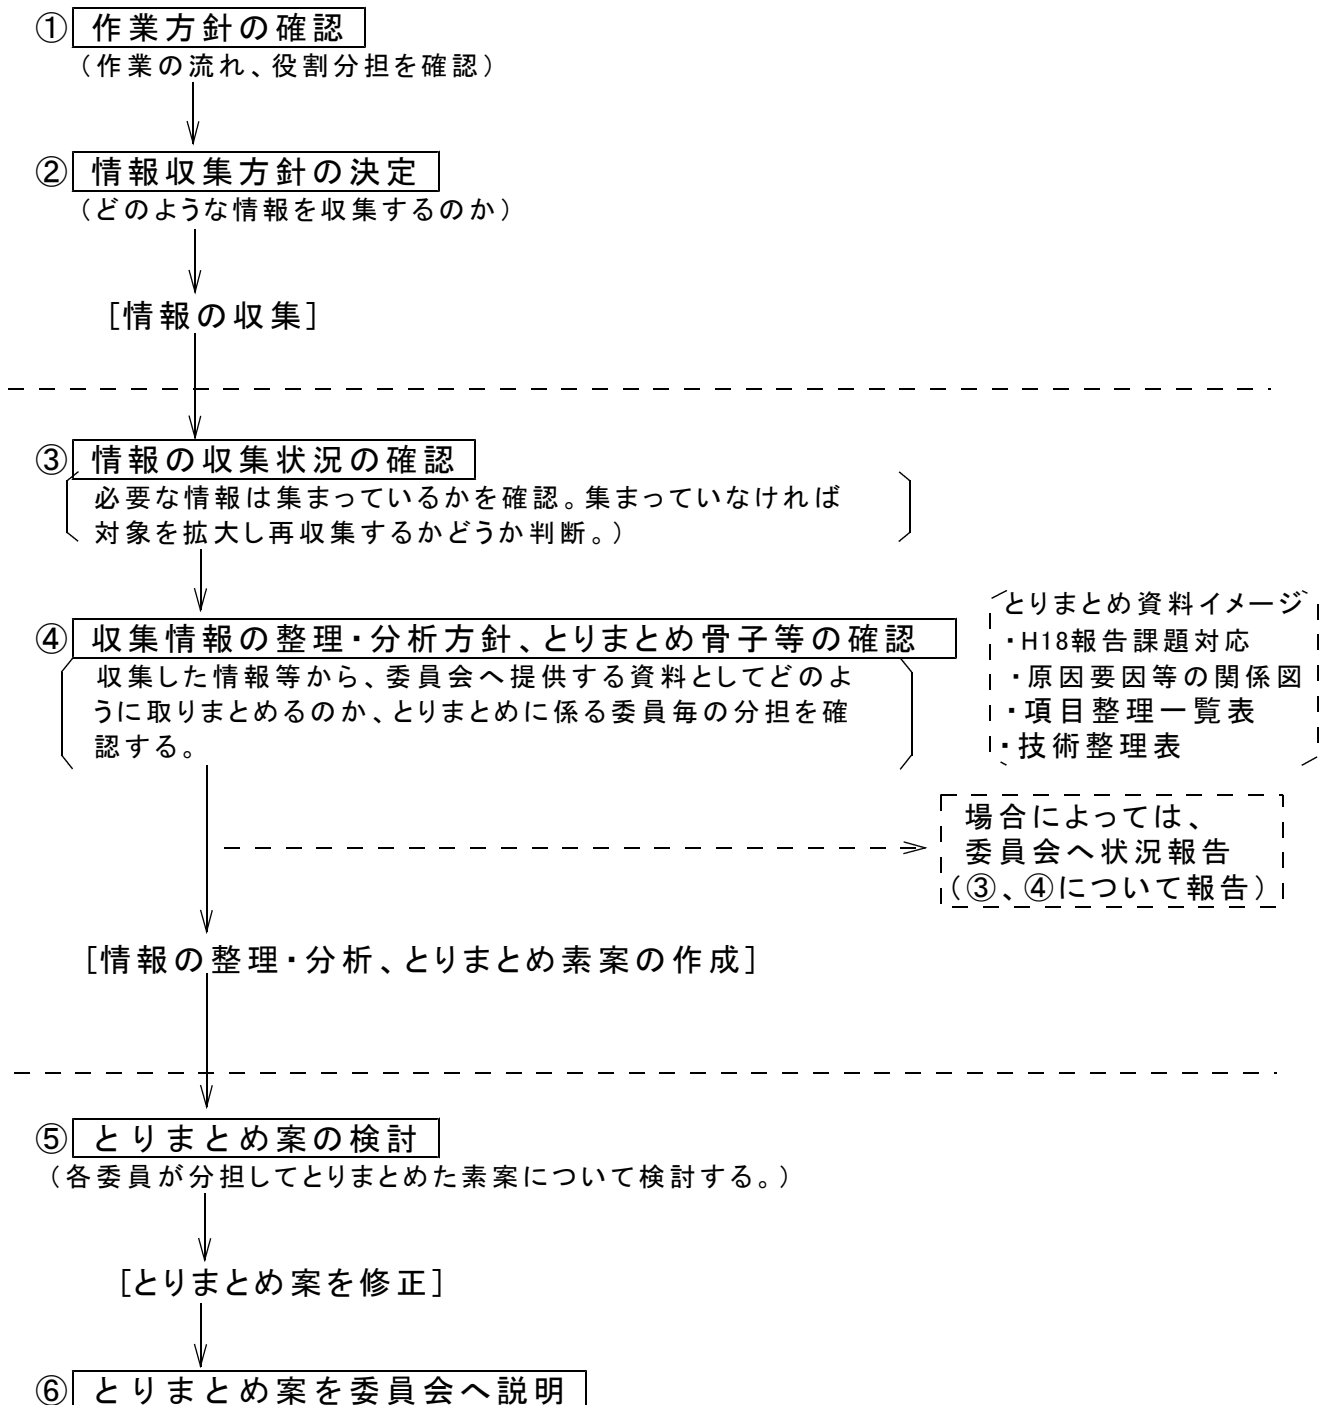 ① 作業方針の確認
（作業の流れ、役割分担を確認）
② 情報収集方針の決定
（どのような情報を収集するのか）
［情報の収集］
③ 情報の収集状況の確認
必要な情報は集まっているかを確認。集まっていなければ
対象を拡大し再収集するかどうか判断。）
④ 収集情報の整理・分析方針、とりまとめ骨子等の確認
収集した情報等から、委員会へ提供する資料としてどのよ
うに取りまとめるのか、とりまとめに係る委員毎の分担を確
認する。
とりまとめ資料イメージ
・H18報告課題対応
・原因要因等の関係図
・項目整理一覧表
・技術整理表
場合によっては、
委員会へ状況報告
（③、④について報告）
［情報の整理・分析、とりまとめ素案の作成］
⑤ とりまとめ案の検討
（各委員が分担してとりまとめた素案について検討する。）
［とりまとめ案を修正］
⑥ とりまとめ案を委員会へ説明